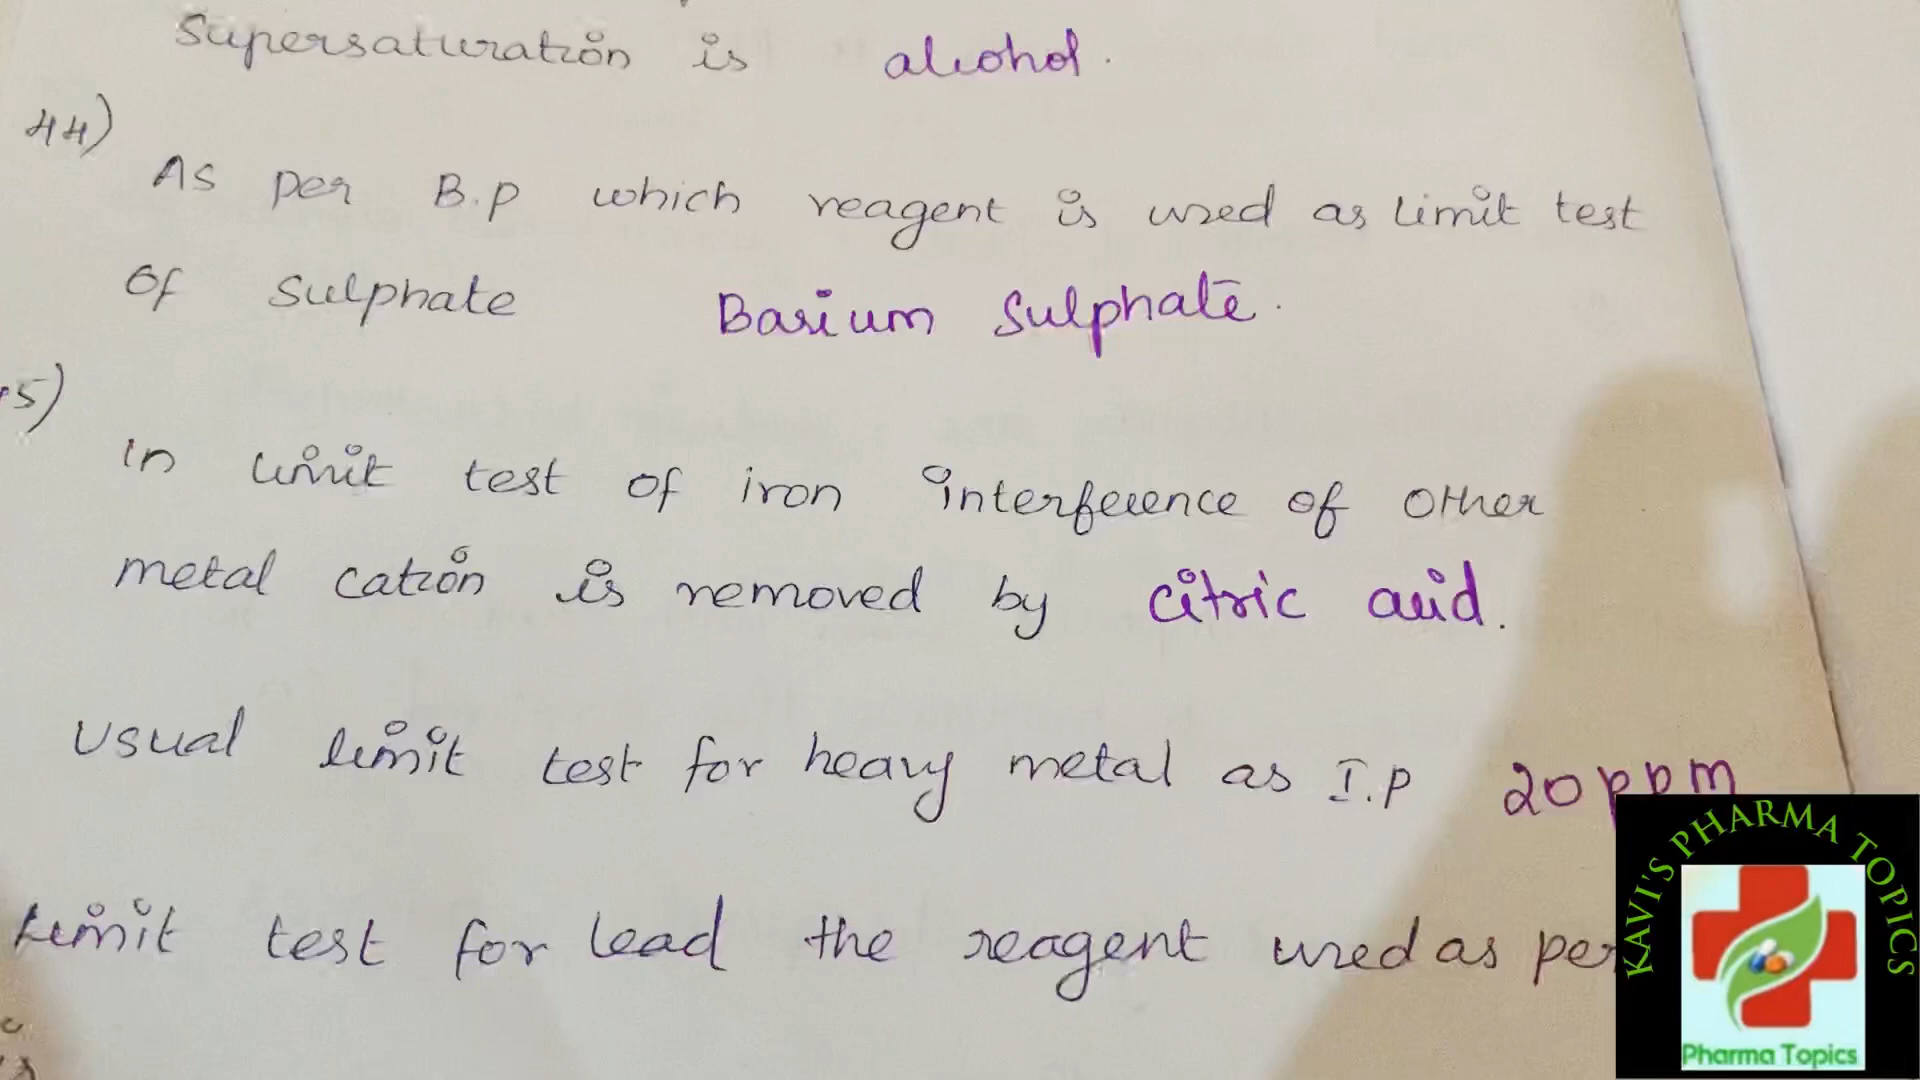 Supersaturation is alcohol.
44)
As per B.P which reagent is used as limit test
of sulphate Barium Sulphate.
5)
In limit test of iron interference of other
metal cation is removed by citric acid.
Usual limit test for heavy metal as I.P 20 ppm
Limit test for lead the reagent used as per
KAVI'S PHARMA TOPICS
Pharma Topics